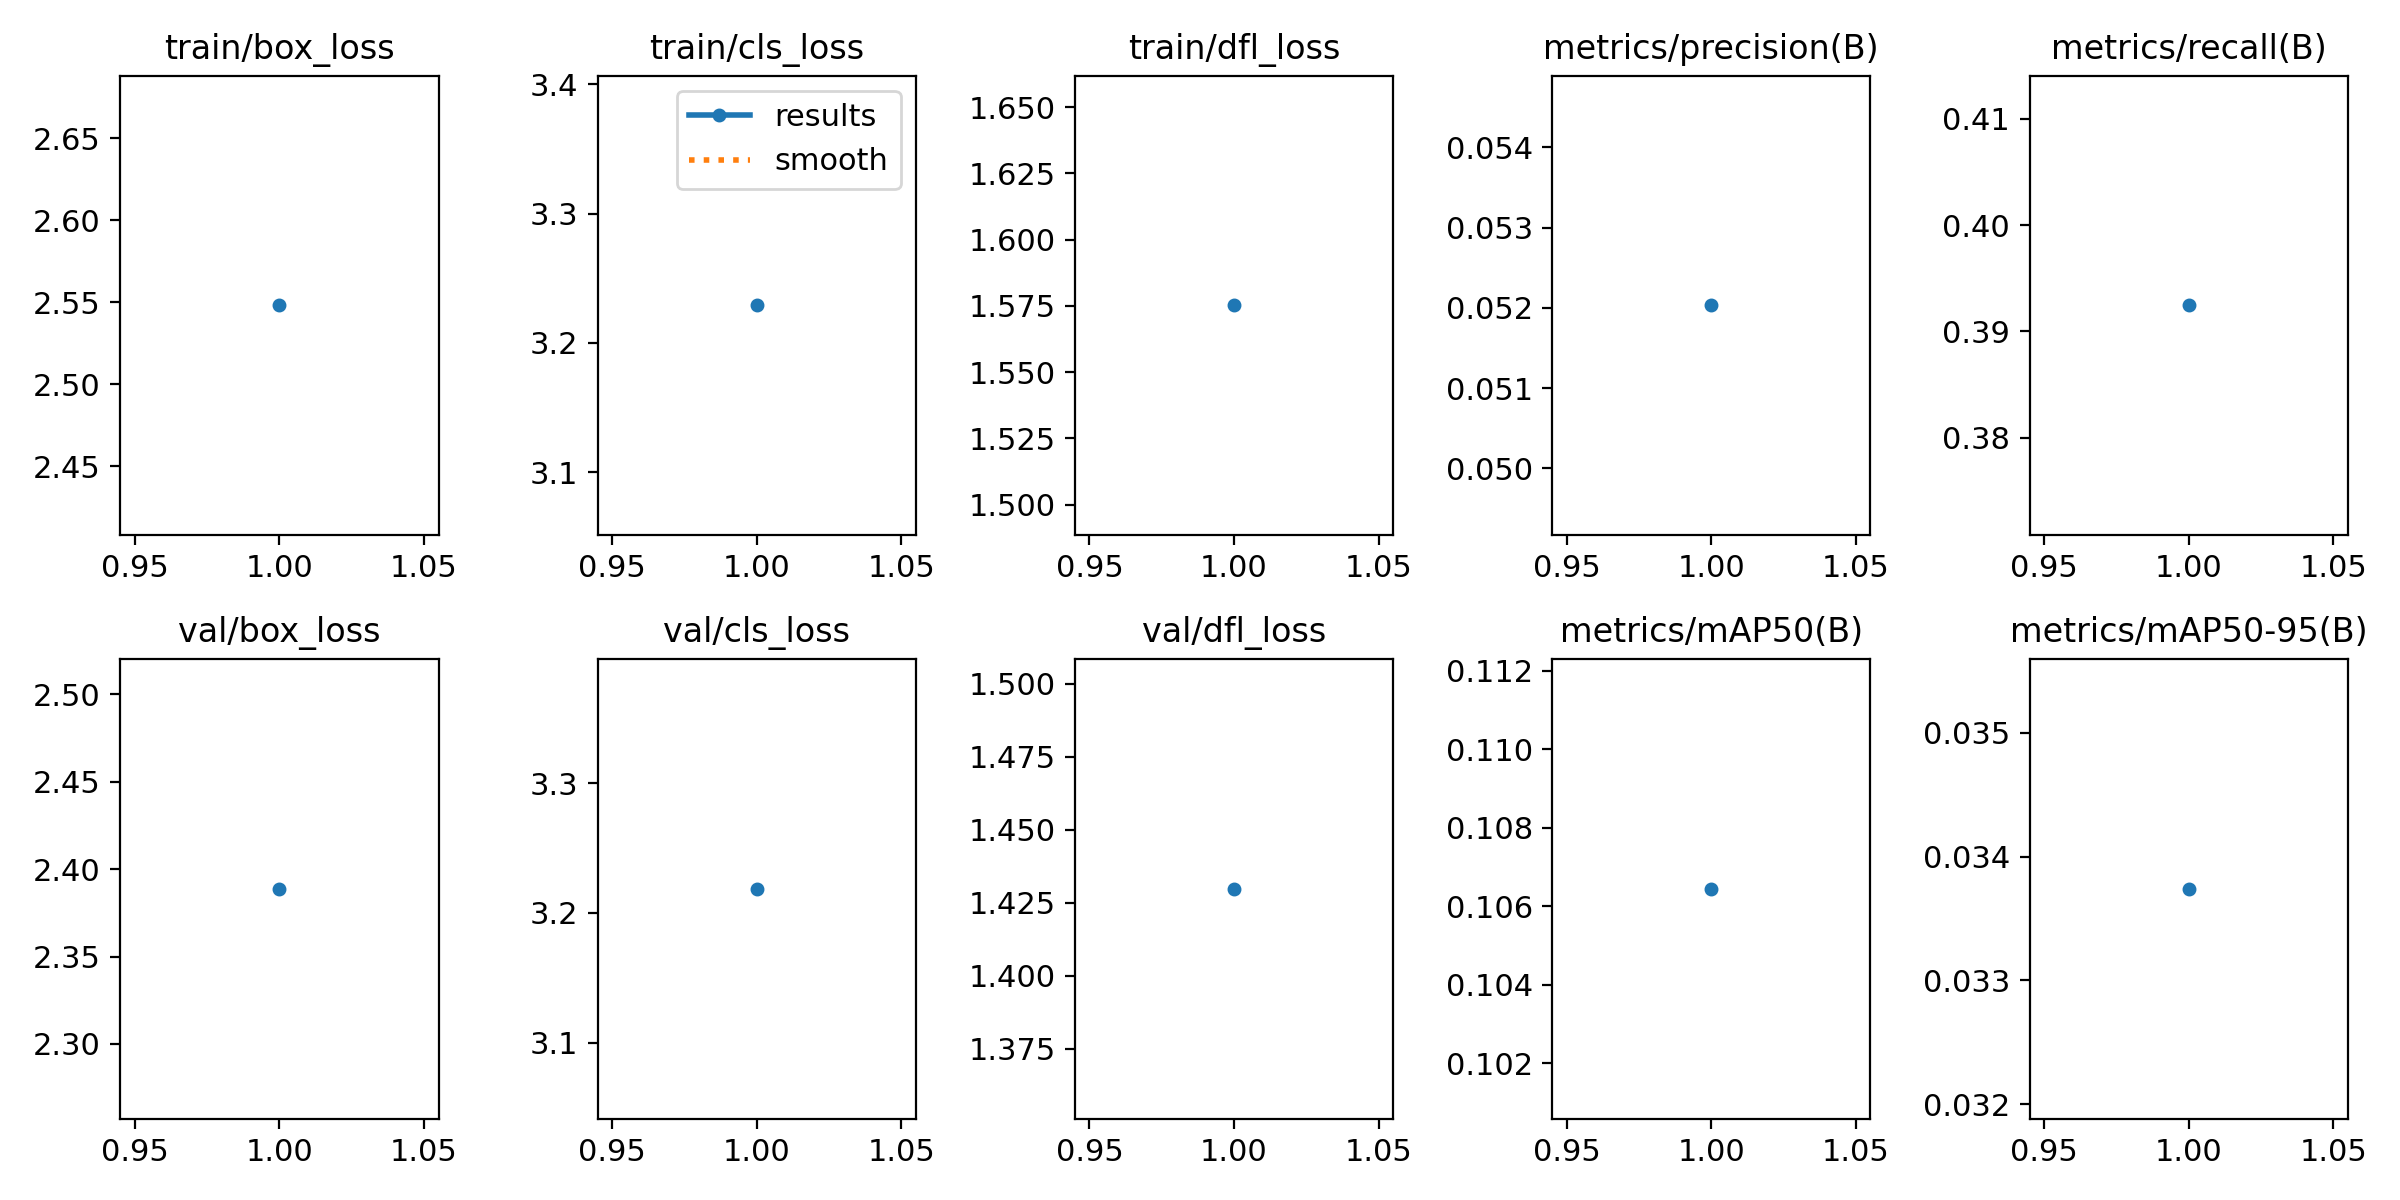 train/box_loss
2.65
2.60
2.55
2.50
2.45
0.95 1.00 1.05
train/cls_loss
results
smooth
3.4
3.3
3.2
3.1
0.95 1.00 1.05
train/dfl_loss
1.650
1.625
1.600
1.575
1.550
1.525
1.500
0.95 1.00 1.05
metrics/precision(B)
0.054
0.053
0.052
0.051
0.050
0.95 1.00 1.05
metrics/recall(B)
0.41
0.40
0.39
0.38
0.95 1.00 1.05
val/box_loss
2.50
2.45
2.40
2.35
2.30
0.95 1.00 1.05
val/cls_loss
3.3
3.2
3.1
0.95 1.00 1.05
val/dfl_loss
1.500
1.475
1.450
1.425
1.400
1.375
0.95 1.00 1.05
metrics/mAP50(B)
0.112
0.110
0.108
0.106
0.104
0.102
0.95 1.00 1.05
metrics/mAP50-95(B)
0.035
0.034
0.033
0.032
0.95 1.00 1.05